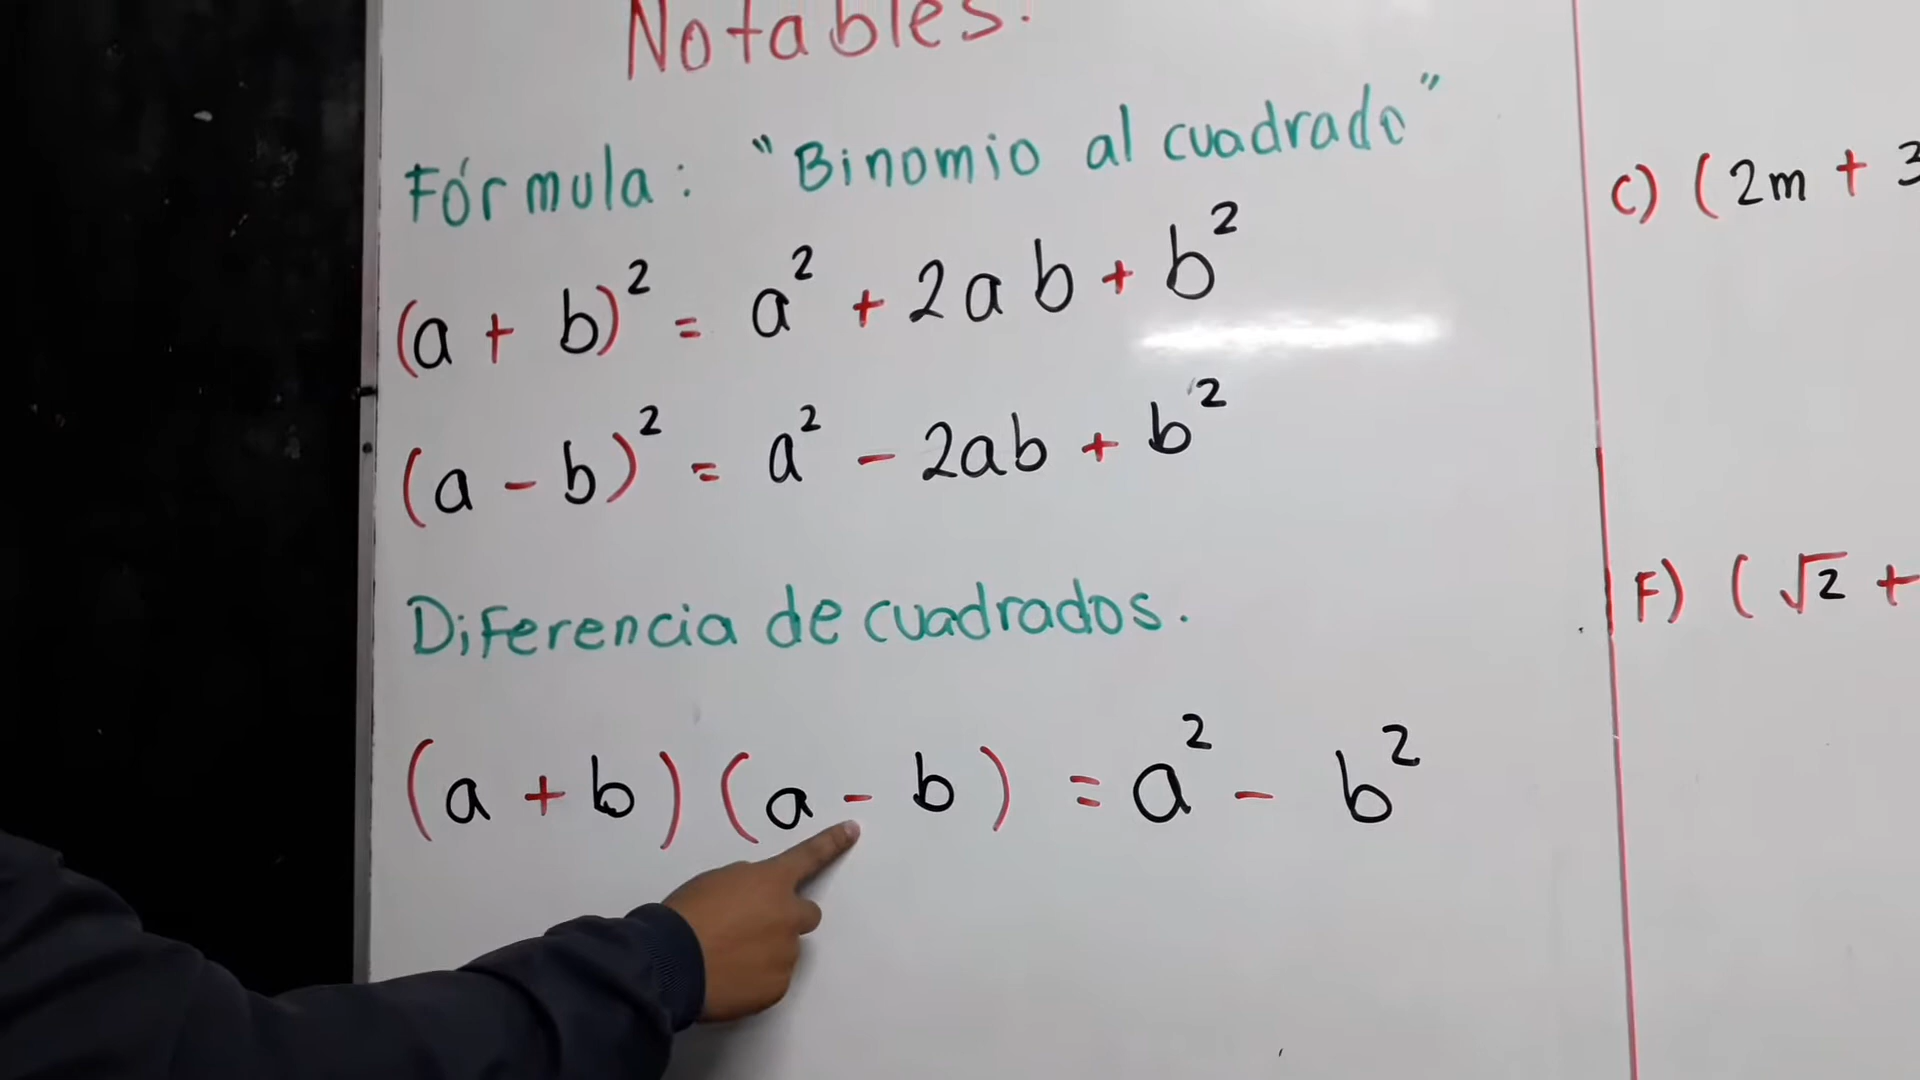 Notables.
Fórmula: "Binomio al cuadrado"
(a + b)² = a² + 2ab + b²
(a - b)² = a² - 2ab + b²
Diferencia de cuadrados.
(a + b) (a - b) = a² - b²
C) (2m + 3
F) (√2 +